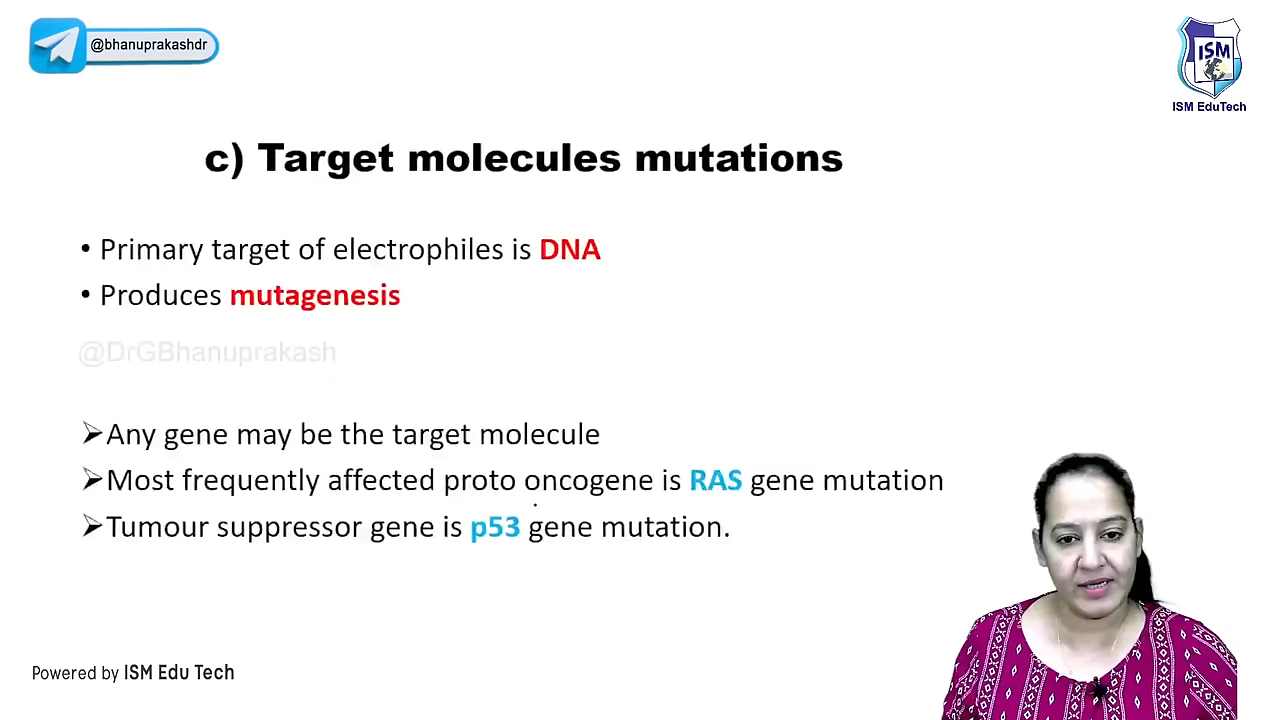 @bhanuprakashdr
ISM
ISM EduTech
c) Target molecules mutations
• Primary target of electrophiles is DNA
• Produces mutagenesis
@DrGBhanuprakash
➢Any gene may be the target molecule
➢Most frequently affected proto oncogene is RAS gene mutation
➢Tumour suppressor gene is p53 gene mutation.
Powered by ISM Edu Tech